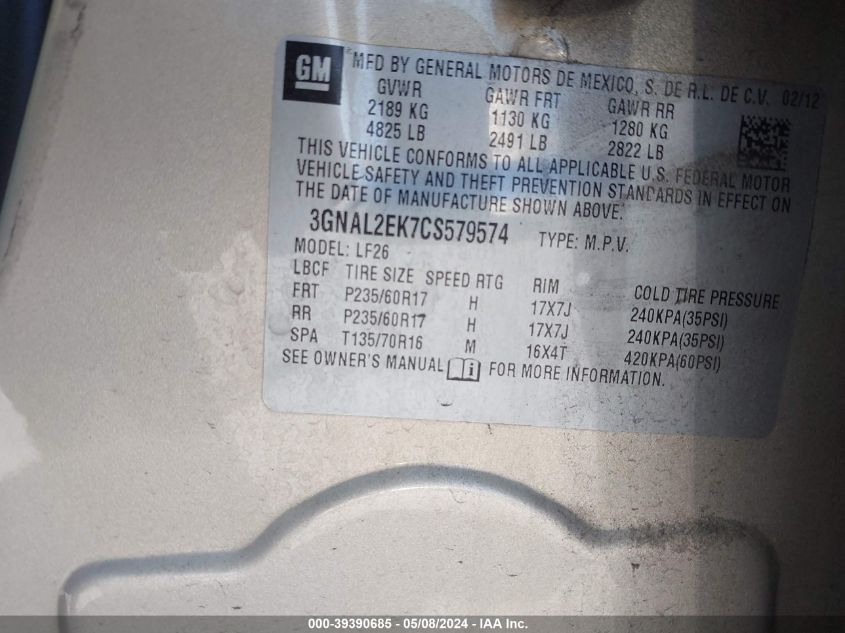 GM
*MFD BY GENERAL MOTORS DE MEXICO, S. DE R.L. DE C.V. 02/12
GVWR GAWR FRT GAWR RR
2189 KG 1130 KG 1280 KG
4825 LB 2491 LB 2822 LB
THIS VEHICLE CONFORMS TO ALL APPLICABLE U.S. FEDERAL MOTOR
VEHICLE SAFETY AND THEFT PREVENTION STANDARDS IN EFFECT ON
THE DATE OF MANUFACTURE SHOWN ABOVE.
3GNAL2EK7CS579574 TYPE: M.P.V.
MODEL: LF26
LBCF TIRE SIZE SPEED RTG RIM COLD TIRE PRESSURE
FRT P235/60R17 H 17X7J 240KPA(35PSI)
RR P235/60R17 H 17X7J 240KPA(35PSI)
SPA T135/70R16 M 16X4T 420KPA(60PSI)
SEE OWNER'S MANUAL FOR MORE INFORMATION.
000-39390685 - 05/08/2024 - IAA Inc.